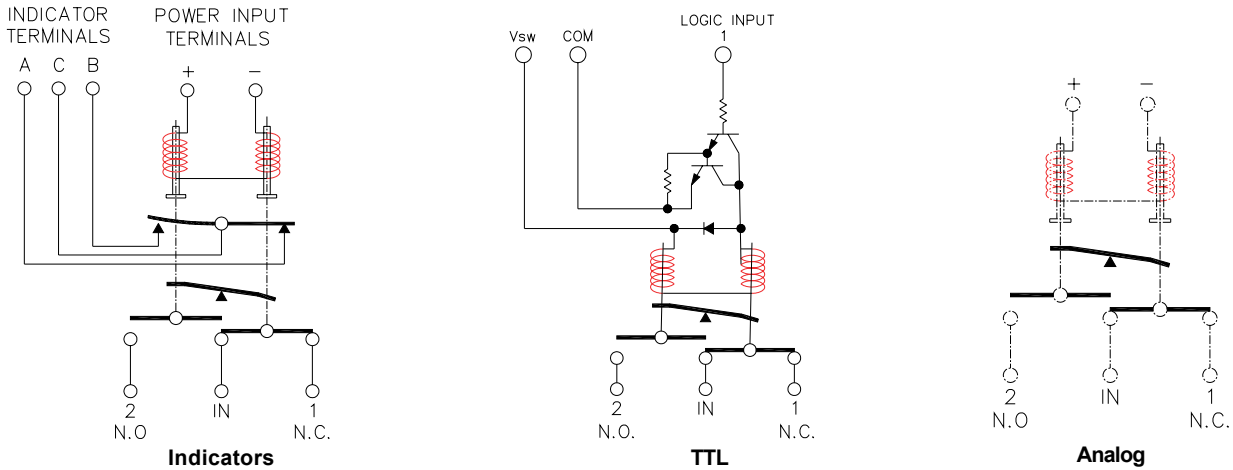 INDICATOR
TERMINALS
A C B
POWER INPUT
TERMINALS
+ −
2
N.O
IN
1
N.C.
Indicators
Vsw COM
LOGIC INPUT
1
2
N.O.
IN
1
N.C.
TTL
+ −
2
N.O.
IN
1
N.C.
Analog